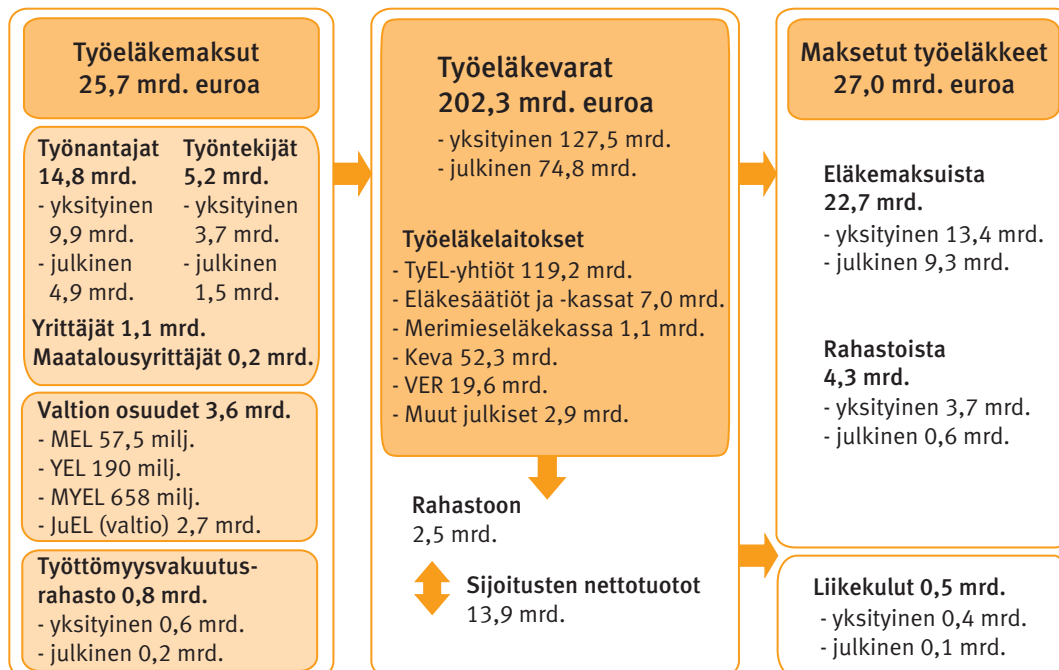 Työeläkemaksut
25,7 mrd. euroa
Työnantajat
14,8 mrd.
- yksityinen
9,9 mrd.
- julkinen
4,9 mrd.
Työntekijät
5,2 mrd.
- yksityinen
3,7 mrd.
- julkinen
1,5 mrd.
Yrittäjät 1,1 mrd.
Maatalousyrittäjät 0,2 mrd.
Valtion osuudet 3,6 mrd.
- MEL 57,5 milj.
- YEL 190 milj.
- MYEL 658 milj.
- JuEL (valtio) 2,7 mrd.
Työttömyysvakuutus-
rahasto 0,8 mrd.
- yksityinen 0,6 mrd.
- julkinen 0,2 mrd.
Työeläkevarat
202,3 mrd. euroa
- yksityinen 127,5 mrd.
- julkinen 74,8 mrd.
Työeläkelaitokset
- TyEL-yhtiöt 119,2 mrd.
- Eläkesäätiöt ja -kassat 7,0 mrd.
- Merimieseläkekassa 1,1 mrd.
- Keva 52,3 mrd.
- VER 19,6 mrd.
- Muut julkiset 2,9 mrd.
Rahastoon
2,5 mrd.
Sijoitusten nettotuotot
13,9 mrd.
Maksetut työeläkkeet
27,0 mrd. euroa
Eläkemaksuista
22,7 mrd.
- yksityinen 13,4 mrd.
- julkinen 9,3 mrd.
Rahastoista
4,3 mrd.
- yksityinen 3,7 mrd.
- julkinen 0,6 mrd.
Liikekulut 0,5 mrd.
- yksityinen 0,4 mrd.
- julkinen 0,1 mrd.